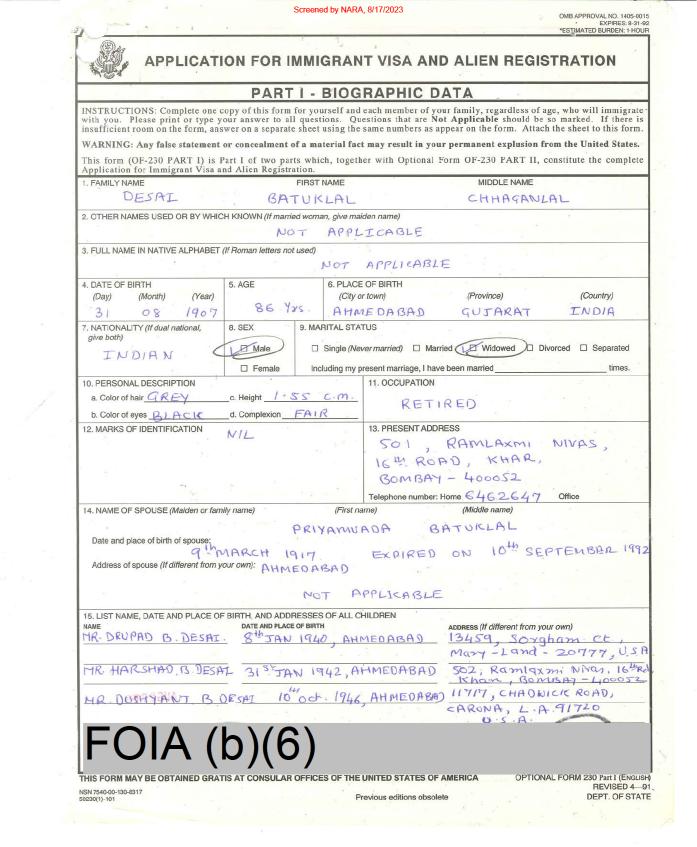 Screened by NARA, 8/17/2023
OMB APPROVAL NO. 1405-0015
EXPIRES: 8-31-92
*ESTIMATED BURDEN: 1-HOUR
APPLICATION FOR IMMIGRANT VISA AND ALIEN REGISTRATION
PART I - BIOGRAPHIC DATA
INSTRUCTIONS: Complete one copy of this form for yourself and each member of your family, regardless of age, who will immigrate
with you. Please print or type your answers to all questions. Questions that are Not Applicable should be so marked. If there is
insufficient room on the form, answer on a separate sheet using the same numbers as appear on the form. Attach the sheet to this form.
WARNING: Any false statement or concealment of a material fact may result in your permanent exclusion from the United States.
This form (OF-230 PART I) is Part I of two parts which, together with Optional Form OF-230 PART II, constitute the complete
Application for Immigrant Visa and Alien Registration.
1. FAMILY NAME FIRST NAME MIDDLE NAME
DESAI BATUKLAL CHHAGANLAL
2. OTHER NAMES USED OR BY WHICH KNOWN (If married woman, give maiden name)
NOT APPLICABLE
3. FULL NAME IN NATIVE ALPHABET (If Roman letters not used)
NOT APPLICABLE
4. DATE OF BIRTH 5. AGE 6. PLACE OF BIRTH
(Day) (Month) (Year) (City or town) (Province) (Country)
31 08 1907 86 Yrs. AHMEDABAD GUJARAT INDIA
7. NATIONALITY (If dual national, give both) 8. SEX 9. MARITAL STATUS
INDIAN Male Single (Never married) Married Widowed Divorced Separated
Female Including my present marriage, I have been married times.
10. PERSONAL DESCRIPTION 11. OCCUPATION
a. Color of hair GREY c. Height 1.55 c.m.
RETIRED
b. Color of eyes BLACK d. Complexion FAIR
12. MARKS OF IDENTIFICATION NIL 13. PRESENT ADDRESS
501, RAMLAXMI NIVAS,
16th ROAD, KHAR,
BOMBAY - 400052
Telephone number: Home 6462647 Office
14. NAME OF SPOUSE (Maiden or family name) (First name) (Middle name)
PRIYAMVADA BATUKLAL
Date and place of birth of spouse:
9th MARCH 1917 EXPIRED ON 10th SEPTEMBER 1992
Address of spouse (If different from your own): AHMEDABAD
NOT APPLICABLE
15. LIST NAME, DATE AND PLACE OF BIRTH, AND ADDRESSES OF ALL CHILDREN
NAME DATE AND PLACE OF BIRTH ADDRESS (If different from your own)
MR. DRUPAD B. DESAI. 8th JAN 1940, AHMEDABAD 13459, Sorgham Ct,
Mary-Land - 20777, U.S.A
MR. HARSHAD. B. DESAI 31st JAN 1942, AHMEDABAD 502, Ramlaxmi Nivas, 16th Rd
Khar, BOMBAY - 400052
MR. DUSHYANT B DESAI 10th Oct. 1946, AHMEDABAD 11717, CHADWICK ROAD,
CARONA, L.A. 91720
U.S.A
FOIA (b)(6)
THIS FORM MAY BE OBTAINED GRATIS AT CONSULAR OFFICES OF THE UNITED STATES OF AMERICA
OPTIONAL FORM 230 Part I (ENGLISH)
REVISED 4-91
NSN 7540-00-130-8317
50230(1)-101
Previous editions obsolete
DEPT. OF STATE